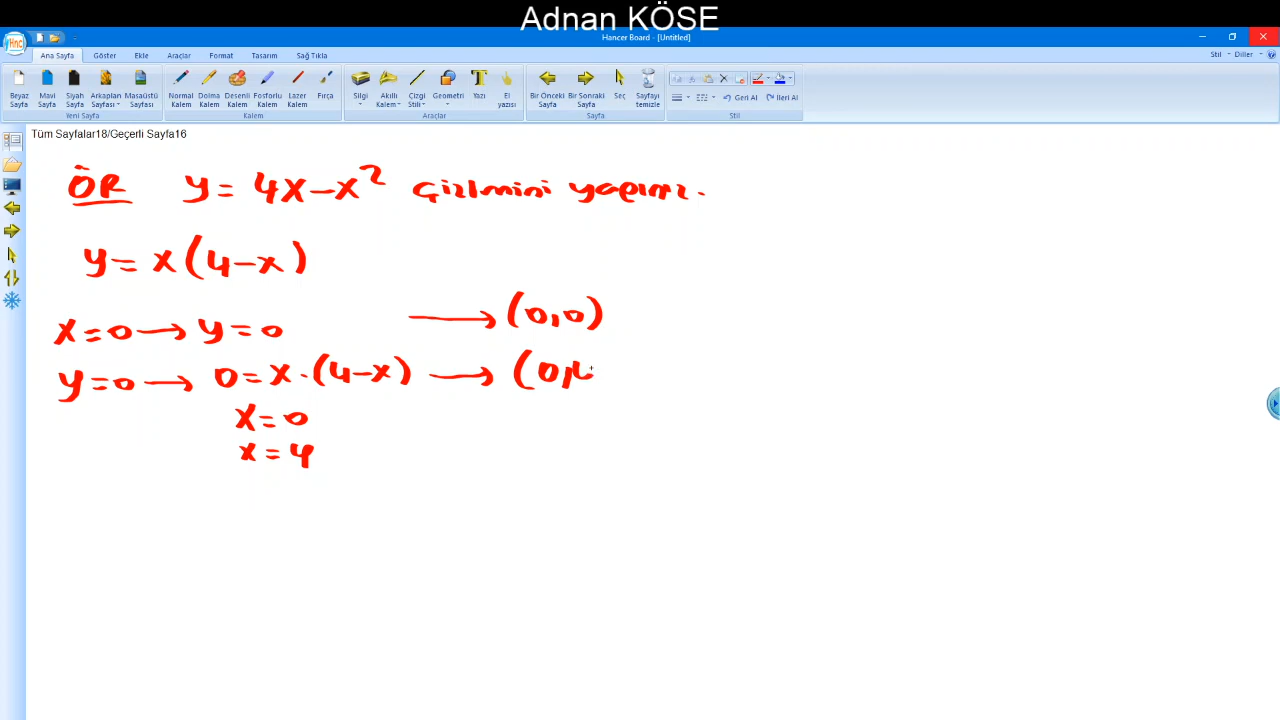 Adnan KÖSE
Hancer Board - [Untitled]
Hnc
Ana Sayfa Göster Ekle Araçlar Format Tasarım Sağ Tıkla Stil Diller
Beyaz Sayfa Mavi Sayfa Siyah Sayfa Arkaplan Sayfası Masaüstü Sayfası Normal Kalem Dolma Kalem Desenli Kalem Fosforlu Kalem Lazer Kalem Fırça Silgi Akıllı Kalem Çizgi Stili Geometri Yazı El yazısı Bir Önceki Sayfa Bir Sonraki Sayfa Seç Sayfayı temizle Geri Al İleri Al
Yeni Sayfa Kalem Araçlar Sayfa Stil
Tüm Sayfalar18/Geçerli Sayfa16
ÖR y = 4x-x² çizimini yapınız.
y = x(4-x)
x=0 → y=0 → (0,0)
y=0 → 0=x.(4-x) → (0,4
x=0
x=4